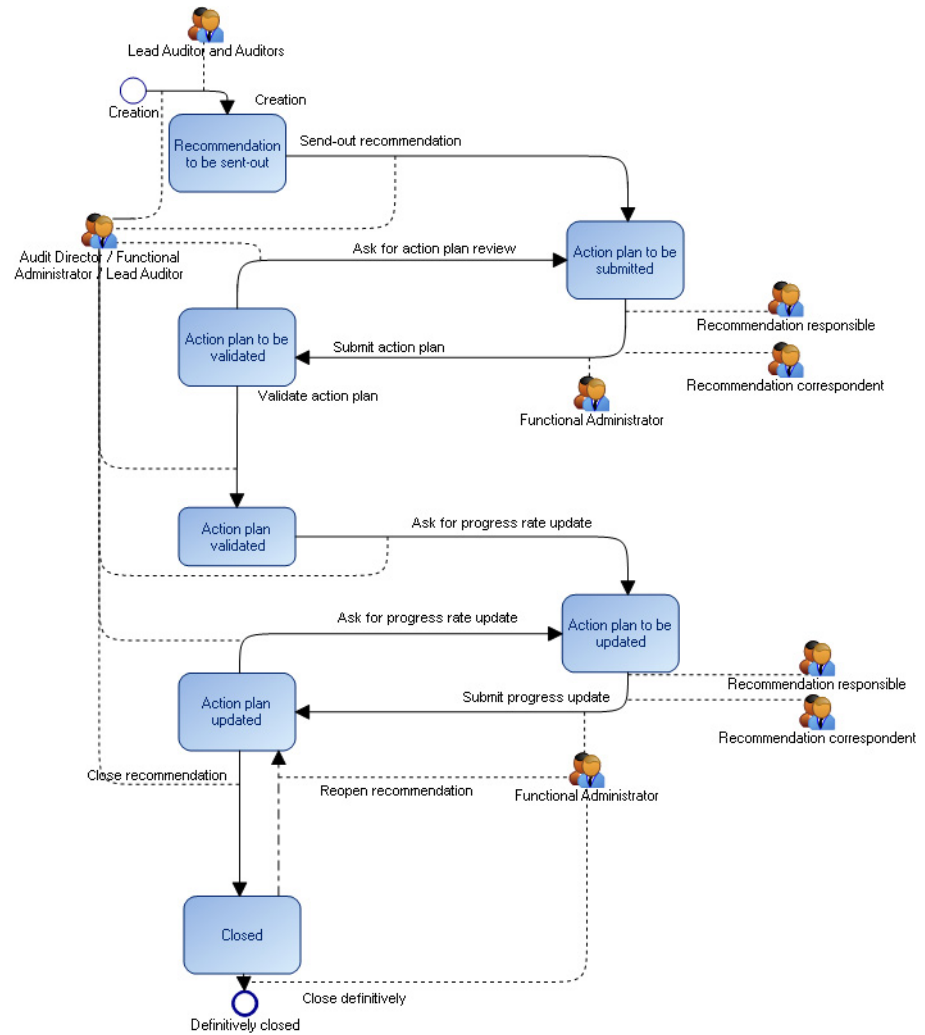 Lead Auditor and Auditors
Creation
Creation
Recommendation
to be sent-out
Send-out recommendation
Audit Director / Functional
Administrator / Lead Auditor
Ask for action plan review
Action plan to be
submitted
Recommendation responsible
Action plan to be
validated
Submit action plan
Recommendation correspondent
Validate action plan
Functional Administrator
Action plan
validated
Ask for progress rate update
Ask for progress rate update
Action plan to be
updated
Recommendation responsible
Action plan
updated
Submit progress update
Recommendation correspondent
Close recommendation
Reopen recommendation
Functional Administrator
Closed
Close definitively
Definitively closed